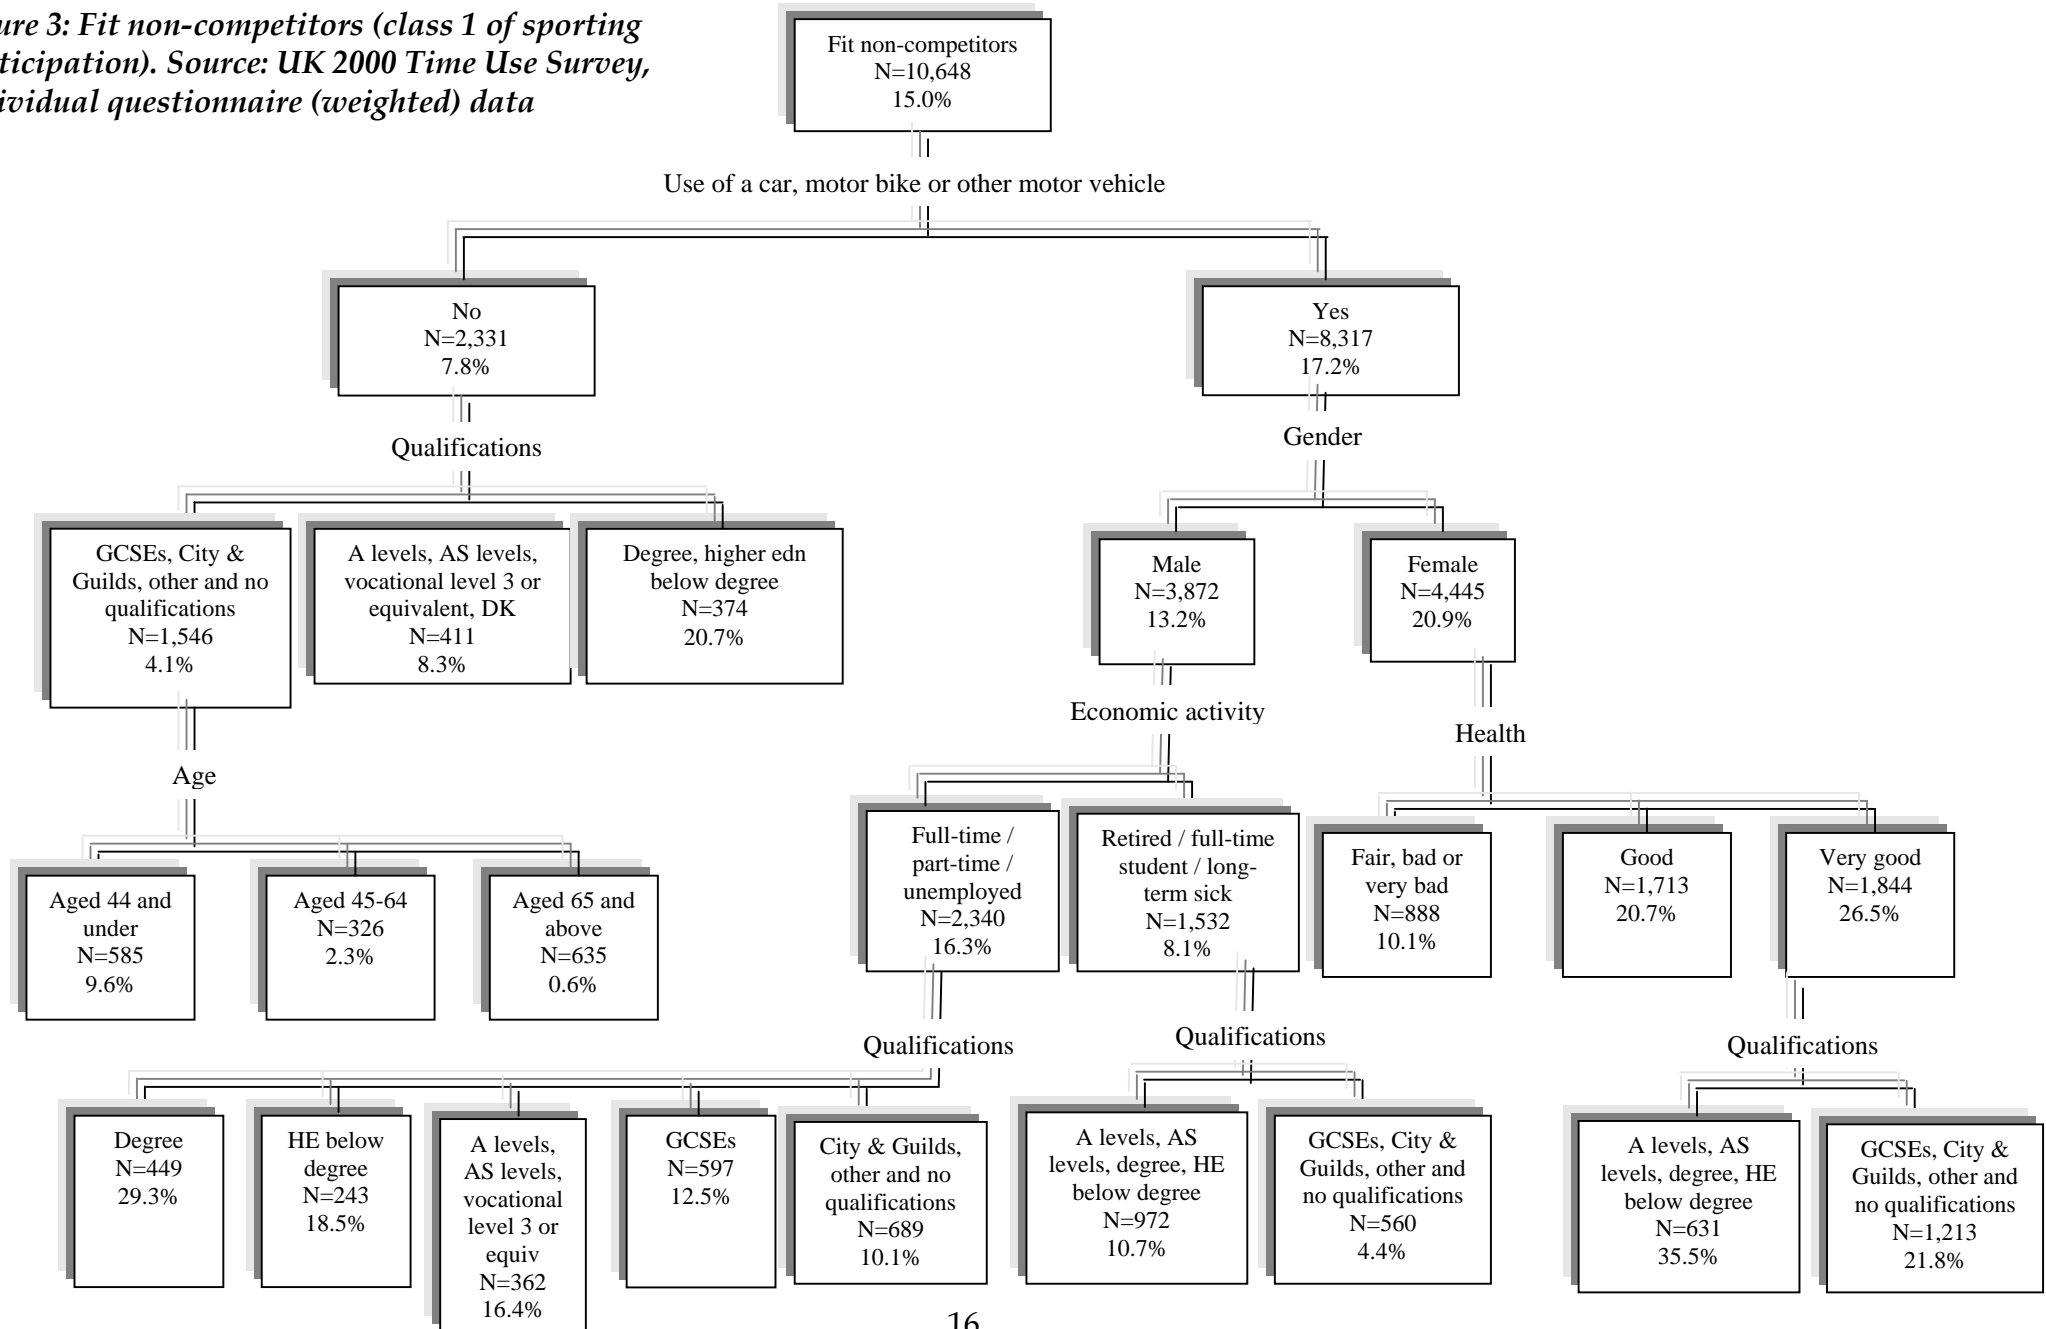 ure 3: Fit non-competitors (class 1 of sporting
ticipation). Source: UK 2000 Time Use Survey,
ividual questionnaire (weighted) data
Fit non-competitors
N=10,648
15.0%
Use of a car, motor bike or other motor vehicle
No
N=2,331
7.8%
Yes
N=8,317
17.2%
Qualifications
Gender
GCSEs, City &
Guilds, other and no
qualifications
N=1,546
4.1%
A levels, AS levels,
vocational level 3 or
equivalent, DK
N=411
8.3%
Degree, higher edn
below degree
N=374
20.7%
Male
N=3,872
13.2%
Female
N=4,445
20.9%
Economic activity
Health
Age
Aged 44 and
under
N=585
9.6%
Aged 45-64
N=326
2.3%
Aged 65 and
above
N=635
0.6%
Full-time /
part-time /
unemployed
N=2,340
16.3%
Retired / full-time
student / long-
term sick
N=1,532
8.1%
Fair, bad or
very bad
N=888
10.1%
Good
N=1,713
20.7%
Very good
N=1,844
26.5%
Qualifications
Qualifications
Qualifications
Degree
N=449
29.3%
HE below
degree
N=243
18.5%
A levels,
AS levels,
vocational
level 3 or
equiv
N=362
16.4%
GCSEs
N=597
12.5%
City & Guilds,
other and no
qualifications
N=689
10.1%
A levels, AS
levels, degree, HE
below degree
N=972
10.7%
GCSEs, City &
Guilds, other and
no qualifications
N=560
4.4%
A levels, AS
levels, degree, HE
below degree
N=631
35.5%
GCSEs, City &
Guilds, other and
no qualifications
N=1,213
21.8%
16